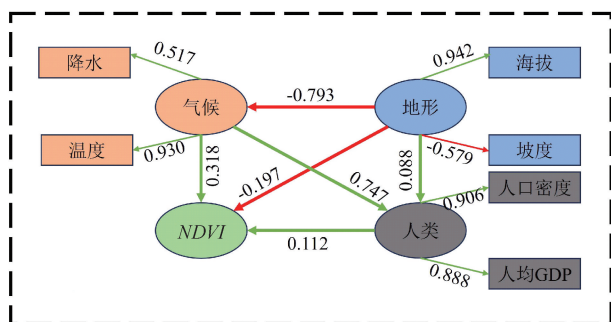 降水
0.517
0.942
海拔
气候
-0.793
地形
温度
0.930
0.318
-0.197
0.747
0.088
-0.579
坡度
0.906
人口密度
NDVI
0.112
人类
0.888
人均GDP